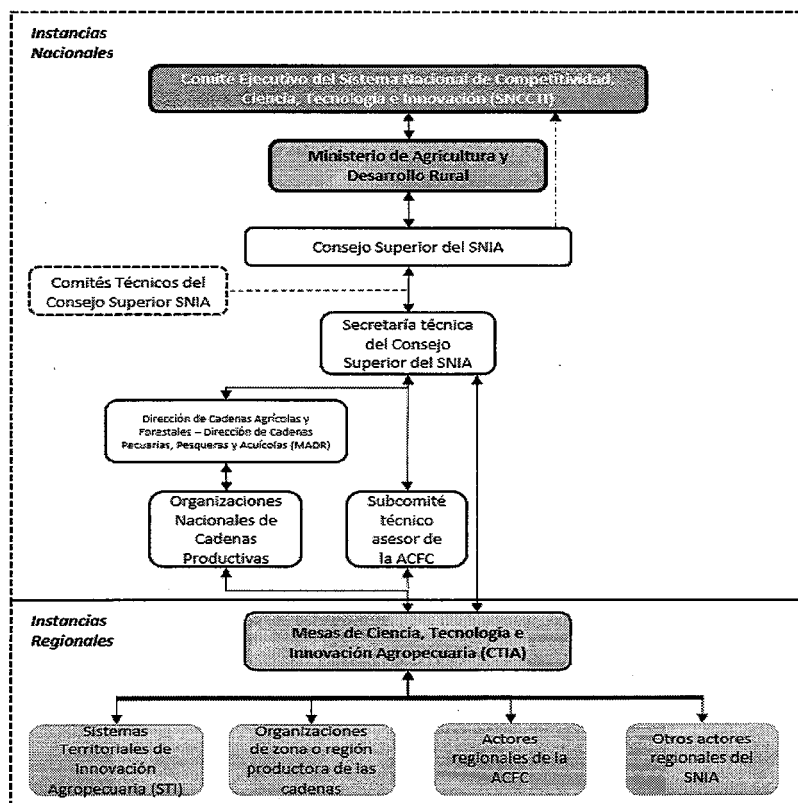 Instancias
Nacionales
Comité Ejecutivo del Sistema Nacional de Competitividad,
Ciencia, Tecnología e Innovación (SNCCTI)
Ministerio de Agricultura y
Desarrollo Rural
Consejo Superior del SNIA
Comités Técnicos del
Consejo Superior SNIA
Secretaría técnica
del Consejo
Superior del SNIA
Dirección de Cadenas Agrícolas y
Forestales – Dirección de Cadenas
Pecuarias, Pesqueras y Acuícolas (MADR)
Organizaciones
Nacionales de
Cadenas
Productivas
Subcomité
técnico
asesor de
la ACFC
Instancias
Regionales
Mesas de Ciencia, Tecnología e
Innovación Agropecuaria (CTIA)
Sistemas
Territoriales de
Innovación
Agropecuaria (STI)
Organizaciones
de zona o región
productora de las
cadenas
Actores
regionales de la
ACFC
Otros actores
regionales del
SNIA